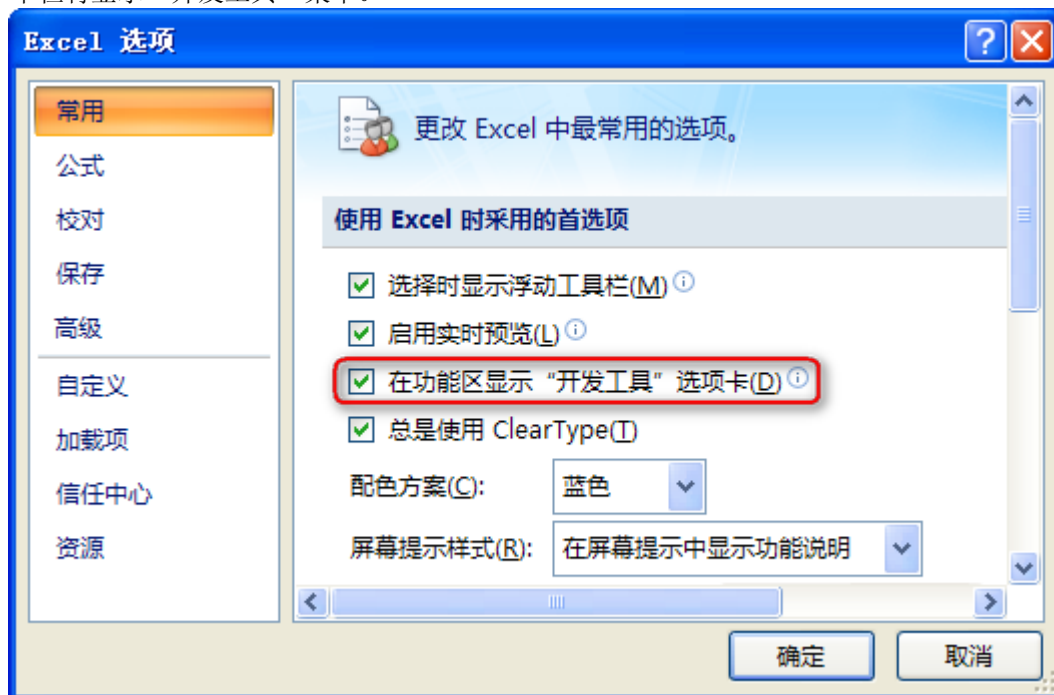 Excel 选项
常用
公式
校对
保存
高级
自定义
加载项
信任中心
资源
更改 Excel 中最常用的选项。
使用 Excel 时采用的首选项
选择时显示浮动工具栏(M)
启用实时预览(L)
在功能区显示“开发工具”选项卡(D)
总是使用 ClearType(T)
配色方案(C): 蓝色
屏幕提示样式(R): 在屏幕提示中显示功能说明
确定 取消